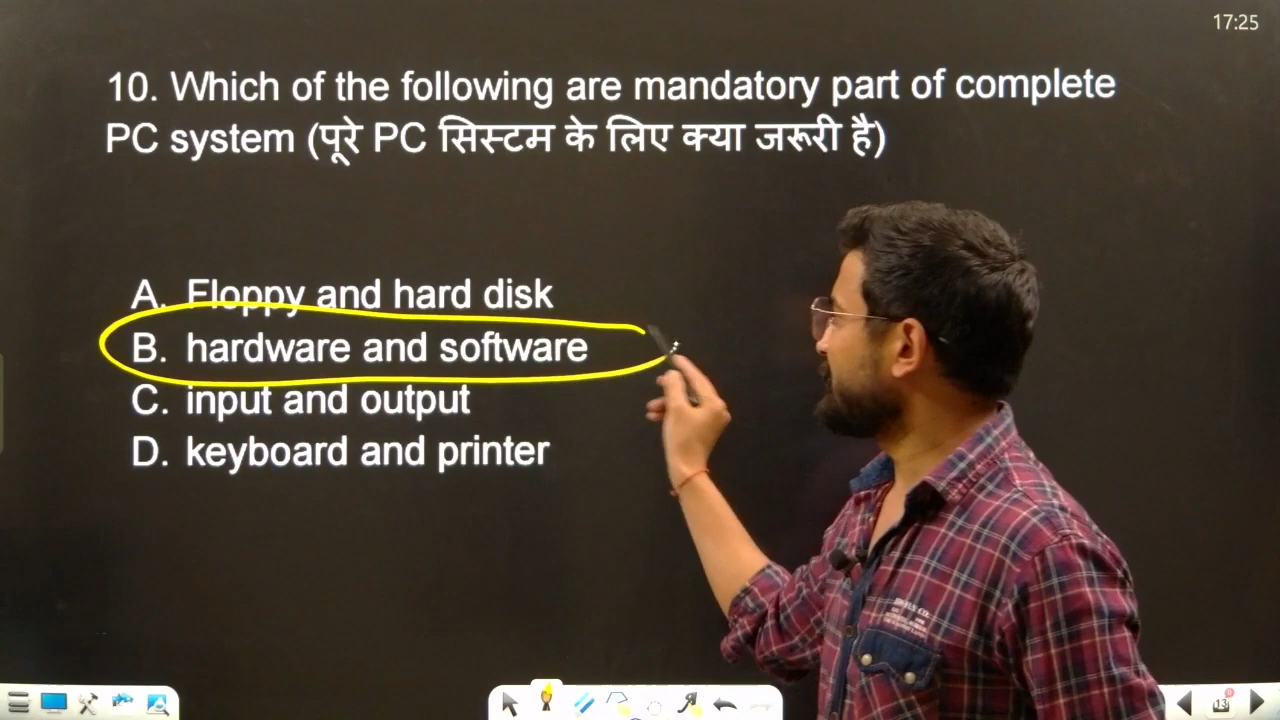 17:25
10. Which of the following are mandatory part of complete
PC system (पूरे PC सिस्टम के लिए क्या जरूरी है)
A. Floppy and hard disk
B. hardware and software
C. input and output
D. keyboard and printer
13